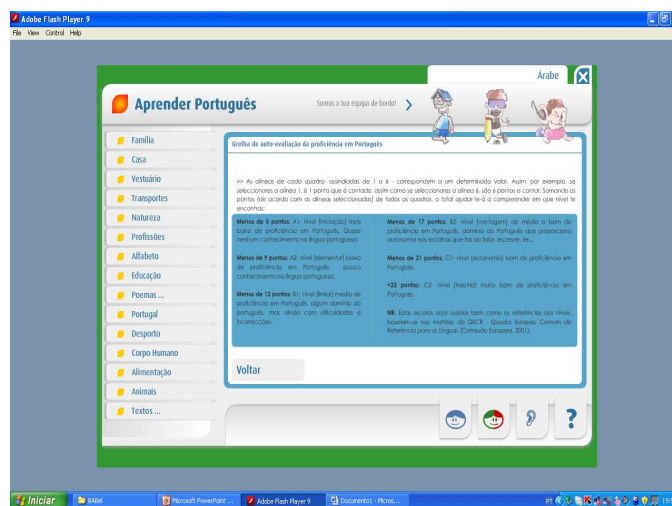 Adobe Flash Player 9
File View Control Help
Árabe
Aprender Português
Somos a tua equipa de bordo!
Família
Casa
Vestuário
Transportes
Natureza
Profissões
Alfabeto
Educação
Poemas ...
Portugal
Desporto
Corpo Humano
Alimentação
Animais
Textos ...
Grelha de auto-avaliação da proficiência em Português
>> As alíneas de cada quadro- assinaladas de 1 a 6 - correspondem a um determinado valor. Assim, por exemplo, se
seleccionares a alínea 1, é 1 ponto que é contado, assim como se seleccionares a alínea 6, são 6 pontos a contar. Somando os
pontos (de acordo com as alíneas seleccionadas) de todos os quadros, o total ajudar-te-á a compreender em que nível te
encontras:
Menos de 5 pontos: A1- nível (iniciação) mais
baixo de proficiência em Português. Quase
nenhum conhecimento na língua portuguesa.
Menos de 9 pontos: A2- nível (elementar) baixo
de proficiência em Português, pouco
conhecimento na língua portuguesa.
Menos de 13 pontos: B1- nível (limiar) médio de
proficiência em Português, algum domínio do
português, mas ainda com dificuldades e
incorrecções.
Menos de 17 pontos: B2- nível (vantagem) de médio a bom de
proficiência em Português, domínio do Português que proporciona
autonomia nas escolhas que faz ao falar, escrever, ler...
Menos de 21 pontos: C1- nível (autonomia) bom de proficiência em
Português.
+22 pontos: C2- nível (mestria) muito bom de proficiência em
Português.
NB: Estas escalas aqui usadas bem como as referências aos níveis,
baseiam-se nas matrizes do QECR - Quadro Europeu Comum de
Referência para as Línguas, (Comissão Europeia, 2001).
Voltar
?
Iniciar
BABel
Microsoft PowerPoint ...
Adobe Flash Player 9
Documento1 - Micros...
PT